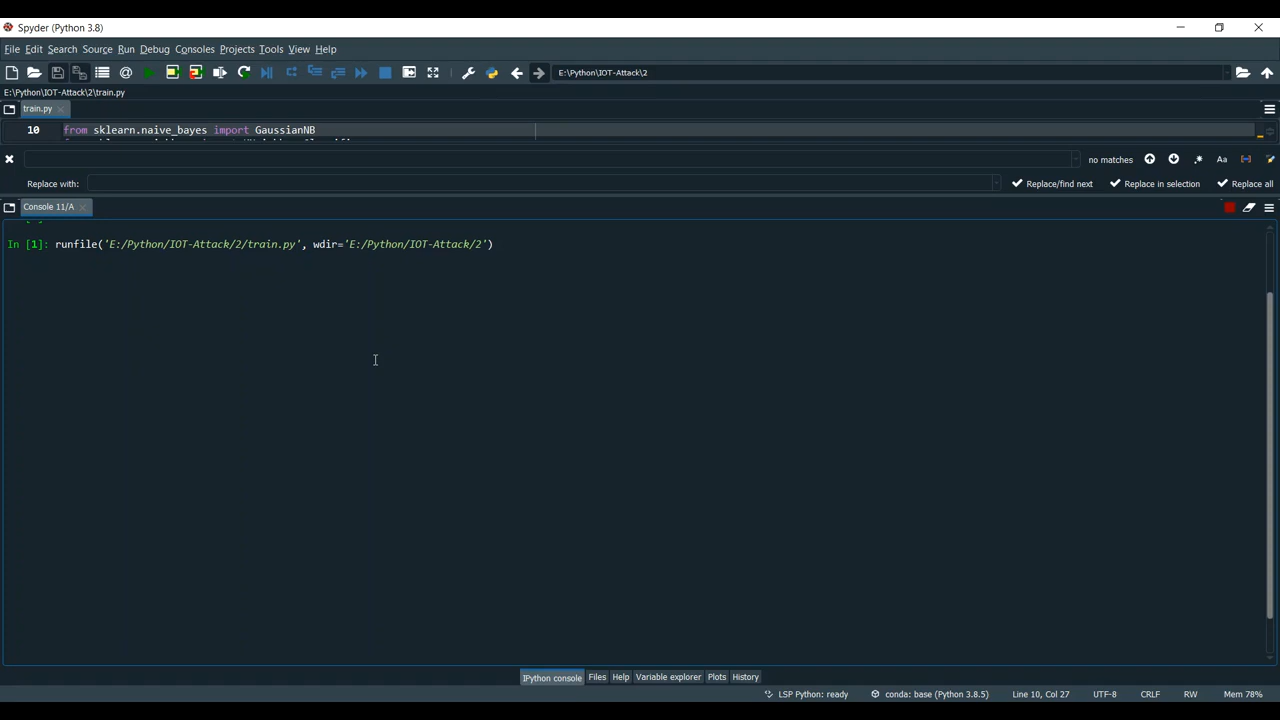 Spyder (Python 3.8)
File Edit Search Source Run Debug Consoles Projects Tools View Help
E:\Python\IOT-Attack\2
E:\Python\IOT-Attack\2\train.py
train.py
10 from sklearn.naive_bayes import GaussianNB
no matches Aa
Replace with: Replace/find next Replace in selection Replace all
Console 11/A
In [1]: runfile('E:/Python/IOT-Attack/2/train.py', wdir='E:/Python/IOT-Attack/2')
IPython console Files Help Variable explorer Plots History
LSP Python: ready conda: base (Python 3.8.5) Line 10, Col 27 UTF-8 CRLF RW Mem 78%